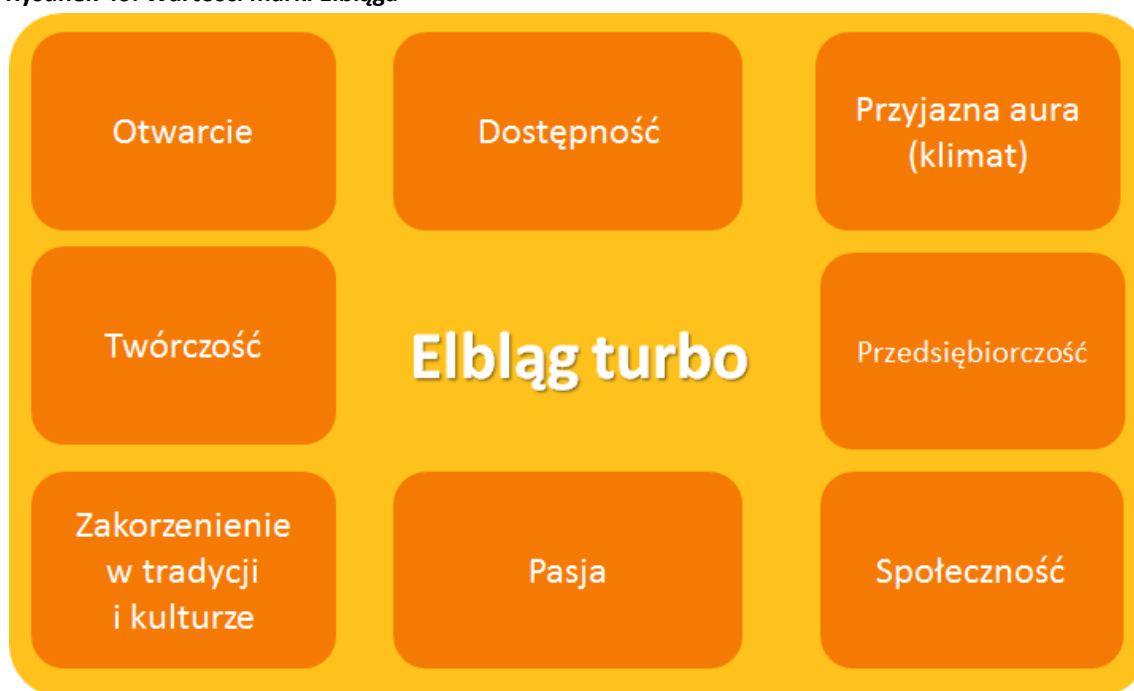 Otwarcie
Dostępność
Przyjazna aura
(klimat)
Twórczość
Elbląg turbo
Przedsiębiorczość
Zakorzenienie
w tradycji
i kulturze
Pasja
Społeczność